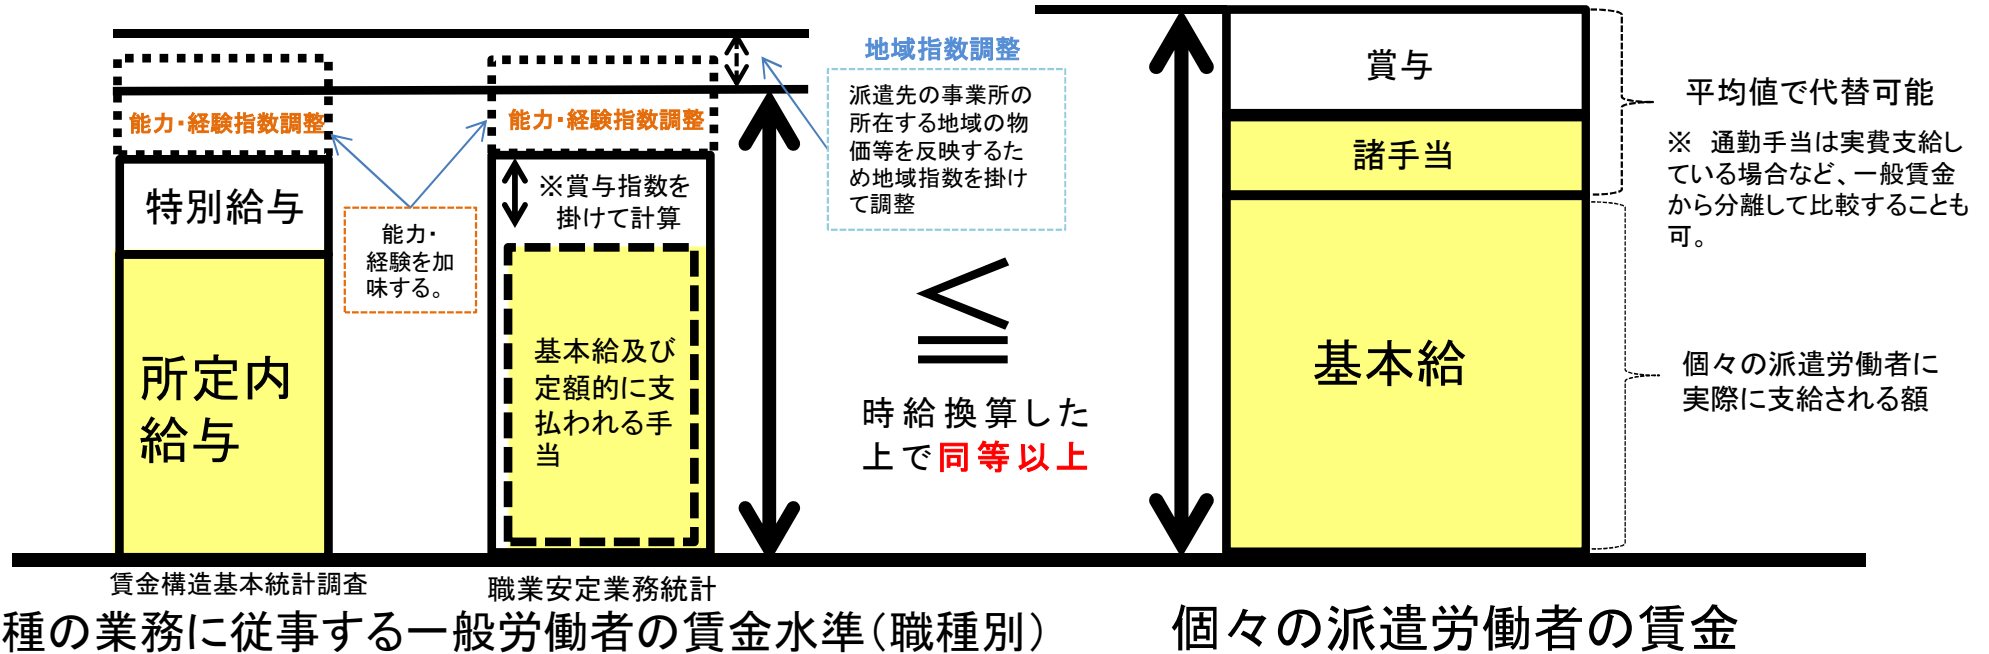 能力・経験指数調整
特別給与
所定内
給与
賃金構造基本統計調査
能力・
経験を加
味する。
能力・経験指数調整
※賞与指数を
掛けて計算
基本給及び
定額的に支
払われる手
当
職業安定業務統計
種の業務に従事する一般労働者の賃金水準（職種別）
地域指数調整
派遣先の事業所の
所在する地域の物
価等を反映するた
め地域指数を掛け
て調整
≦
時給換算した
上で同等以上
賞与
諸手当
基本給
個々の派遣労働者の賃金
平均値で代替可能
※　通勤手当は実費支給し
ている場合など、一般賃金
から分離して比較することも
可。
個々の派遣労働者に
実際に支給される額